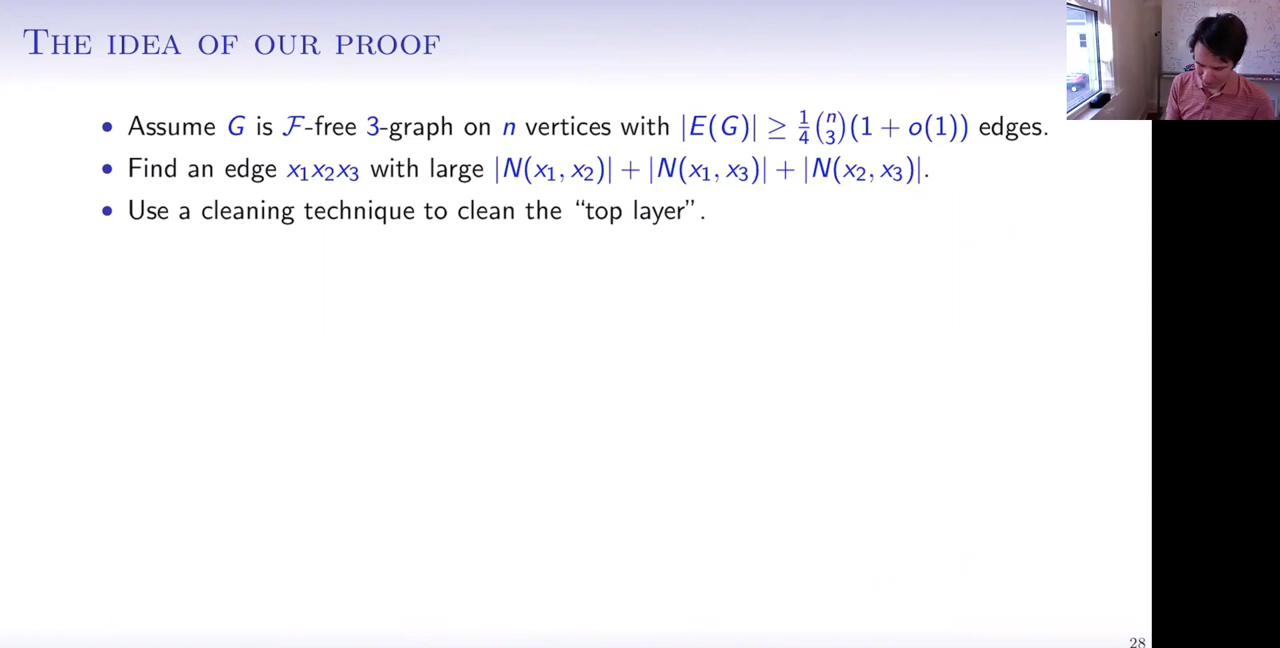 THE IDEA OF OUR PROOF
• Assume G is ℱ-free 3-graph on n vertices with |E(G)| ≥ \frac{1}{4}\binom{n}{3}(1 + o(1)) edges.
• Find an edge x₁x₂x₃ with large |N(x₁, x₂)| + |N(x₁, x₃)| + |N(x₂, x₃)|.
• Use a cleaning technique to clean the “top layer”.
28